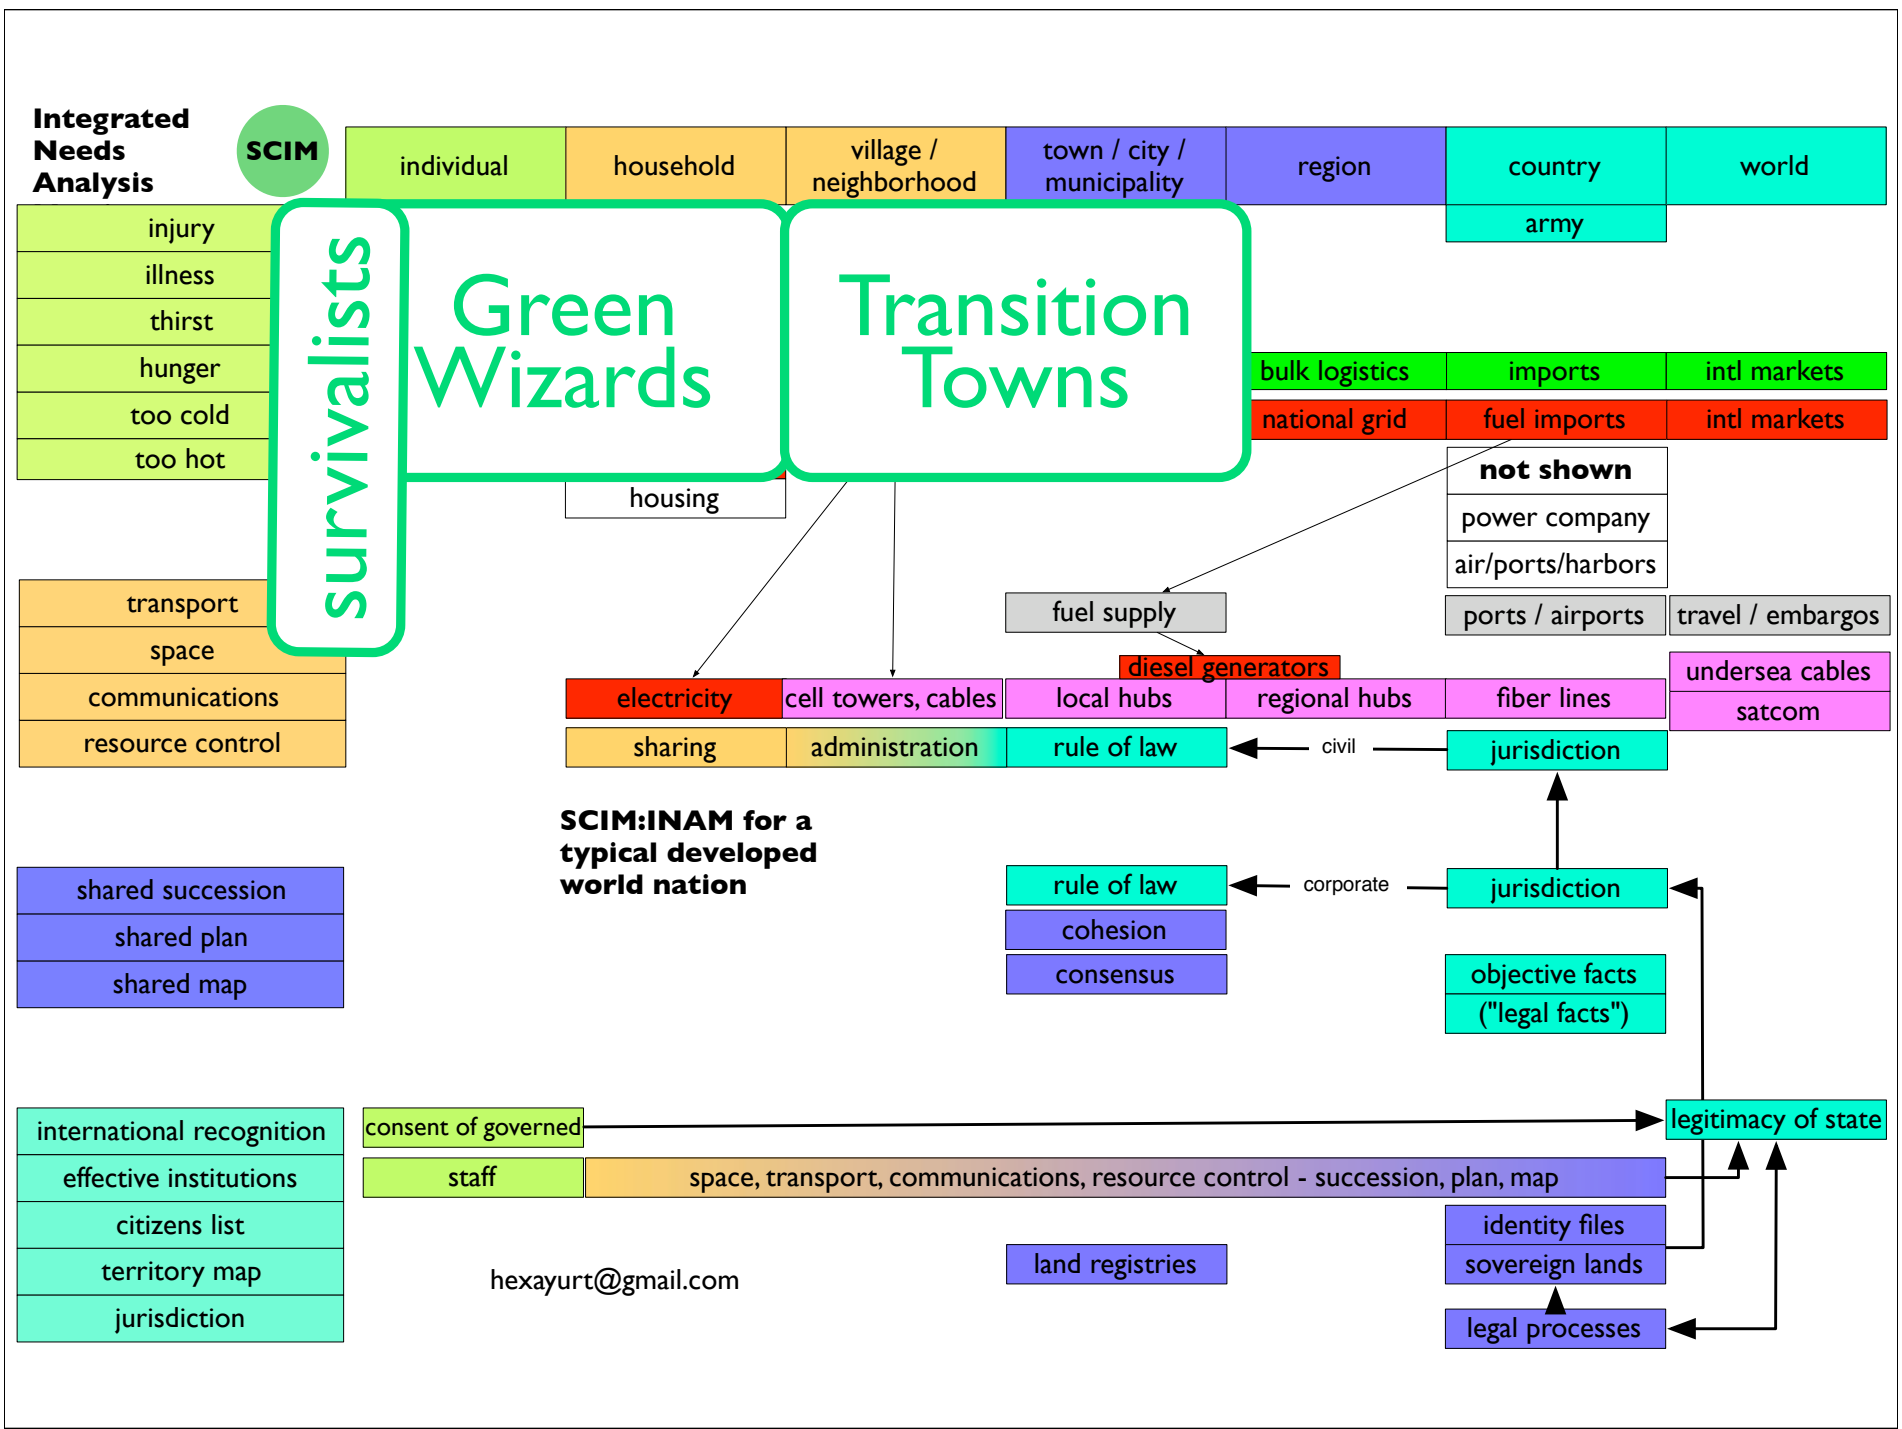 Integrated
Needs
Analysis
SCIM
individual
household
village /
neighborhood
town / city /
municipality
region
country
world
injury
illness
thirst
hunger
too cold
too hot
survivalists
Green
Wizards
Transition
Towns
army
bulk logistics
imports
intl markets
national grid
fuel imports
intl markets
not shown
power company
air/ports/harbors
housing
transport
space
communications
resource control
fuel supply
ports / airports
travel / embargos
diesel generators
undersea cables
satcom
electricity
cell towers, cables
local hubs
regional hubs
fiber lines
sharing
administration
rule of law
civil
jurisdiction
SCIM:INAM for a
typical developed
world nation
shared succession
shared plan
shared map
rule of law
corporate
jurisdiction
cohesion
consensus
objective facts
("legal facts")
international recognition
effective institutions
citizens list
territory map
jurisdiction
consent of governed
legitimacy of state
staff
space, transport, communications, resource control - succession, plan, map
identity files
land registries
sovereign lands
legal processes
hexayurt@gmail.com